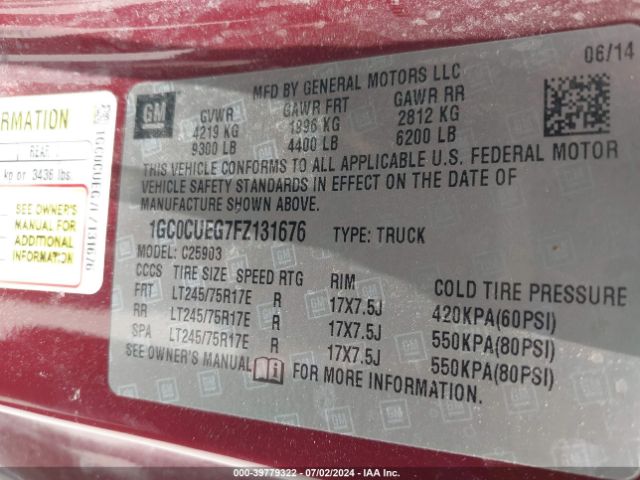 06/14
MFD BY GENERAL MOTORS LLC
GM
GVWR GAWR FRT GAWR RR
4219 KG 1996 KG 2812 KG
9300 LB 4400 LB 6200 LB
THIS VEHICLE CONFORMS TO ALL APPLICABLE U.S. FEDERAL MOTOR
VEHICLE SAFETY STANDARDS IN EFFECT ON THE DATE OF
MANUFACTURE SHOWN ABOVE.
1GC0CUEG7FZ131676 TYPE: TRUCK
MODEL: C25903
CCCS TIRE SIZE SPEED RTG RIM COLD TIRE PRESSURE
FRT LT245/75R17E R 17X7.5J 420KPA(60PSI)
RR LT245/75R17E R 17X7.5J 550KPA(80PSI)
SPA LT245/75R17E R 17X7.5J 550KPA(80PSI)
SEE OWNER'S MANUAL FOR MORE INFORMATION.
ORMATION
REAR
kg or 3436 lbs.
SEE OWNER'S
MANUAL FOR
ADDITIONAL
INFORMATION
1GC0CUEG7FZ131676
000-39779322 / 07/02/2024 - IAA Inc.